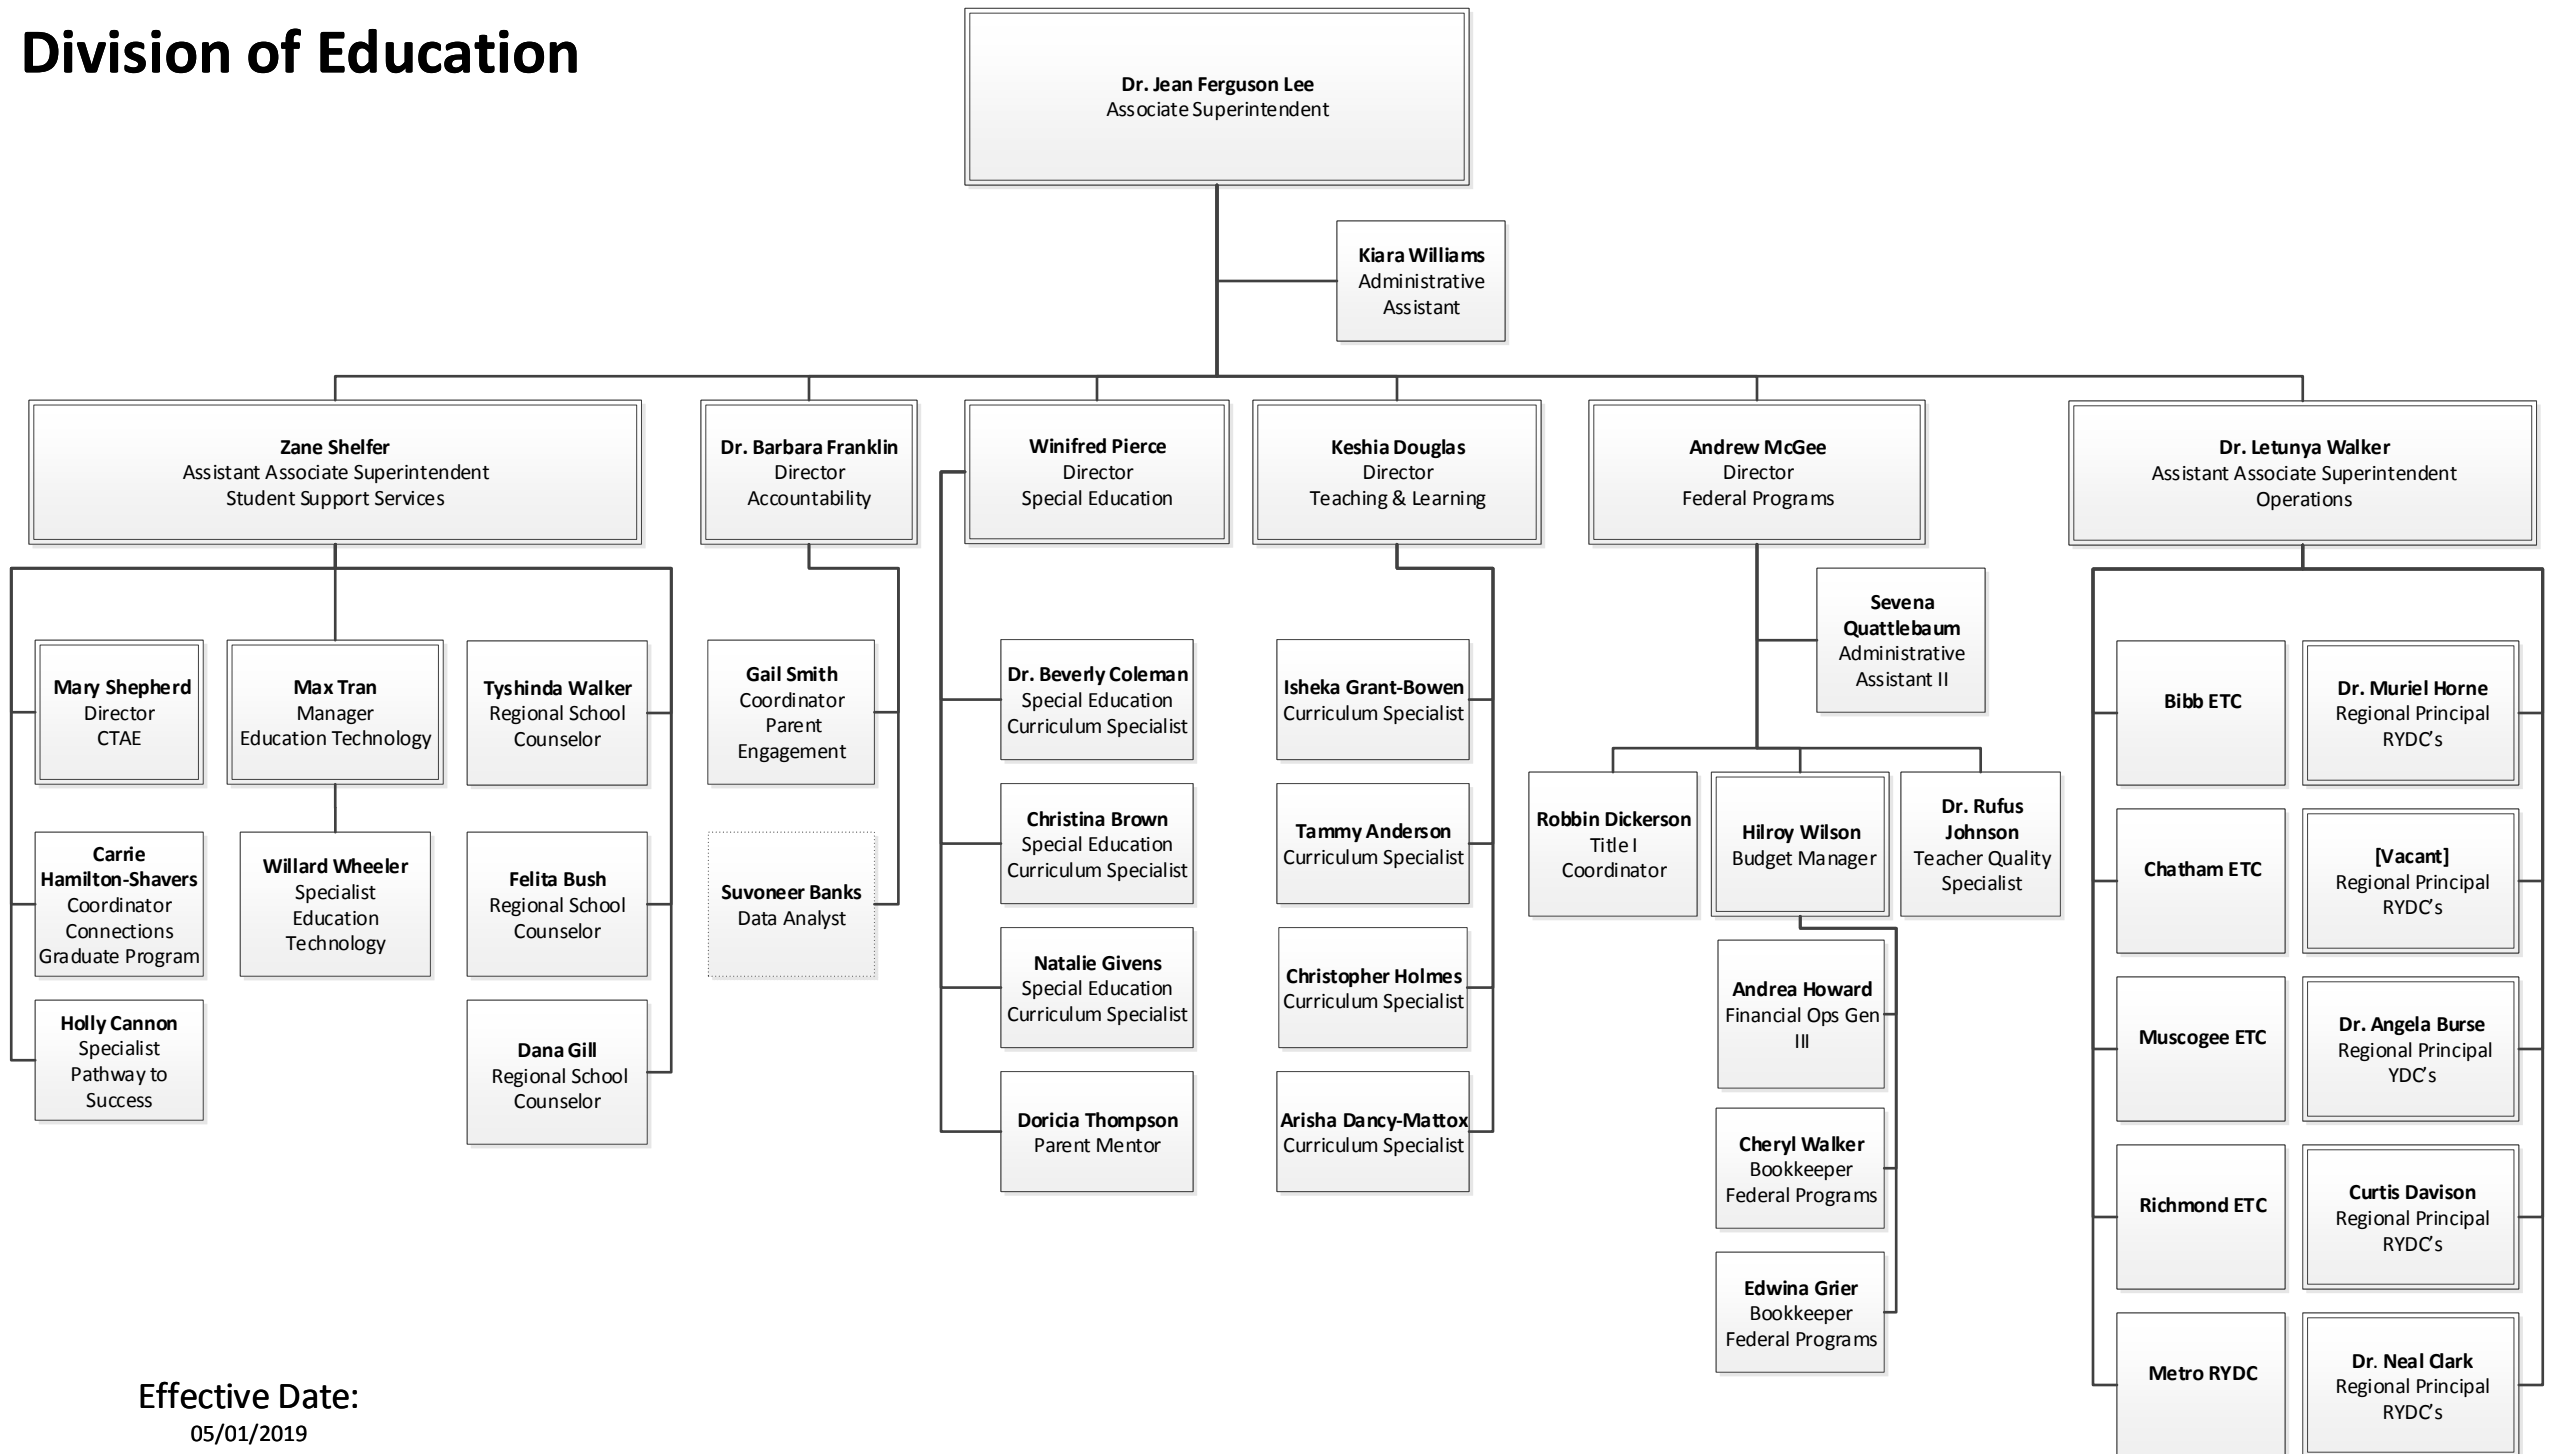 Division of Education
Dr. Jean Ferguson Lee
Associate Superintendent
Kiara Williams
Administrative
Assistant
Zane Shelfer
Assistant Associate Superintendent
Student Support Services
Dr. Barbara Franklin
Director
Accountability
Winifred Pierce
Director
Special Education
Keshia Douglas
Director
Teaching & Learning
Andrew McGee
Director
Federal Programs
Dr. Letunya Walker
Assistant Associate Superintendent
Operations
Mary Shepherd
Director
CTAE
Carrie
Hamilton-Shavers
Coordinator
Connections
Graduate Program
Holly Cannon
Specialist
Pathway to
Success
Max Tran
Manager
Education Technology
Willard Wheeler
Specialist
Education
Technology
Tyshinda Walker
Regional School
Counselor
Felita Bush
Regional School
Counselor
Dana Gill
Regional School
Counselor
Gail Smith
Coordinator
Parent
Engagement
Suvoneer Banks
Data Analyst
Dr. Beverly Coleman
Special Education
Curriculum Specialist
Christina Brown
Special Education
Curriculum Specialist
Natalie Givens
Special Education
Curriculum Specialist
Doricia Thompson
Parent Mentor
Isheka Grant-Bowen
Curriculum Specialist
Tammy Anderson
Curriculum Specialist
Christopher Holmes
Curriculum Specialist
Arisha Dancy-Mattox
Curriculum Specialist
Sevena
Quattlebaum
Administrative
Assistant II
Robbin Dickerson
Title I
Coordinator
Hilroy Wilson
Budget Manager
Dr. Rufus
Johnson
Teacher Quality
Specialist
Andrea Howard
Financial Ops Gen
III
Cheryl Walker
Bookkeeper
Federal Programs
Edwina Grier
Bookkeeper
Federal Programs
Bibb ETC
Chatham ETC
Muscogee ETC
Richmond ETC
Metro RYDC
Dr. Muriel Horne
Regional Principal
RYDC's
[Vacant]
Regional Principal
RYDC's
Dr. Angela Burse
Regional Principal
YDC's
Curtis Davison
Regional Principal
RYDC's
Dr. Neal Clark
Regional Principal
RYDC's
Effective Date:
05/01/2019